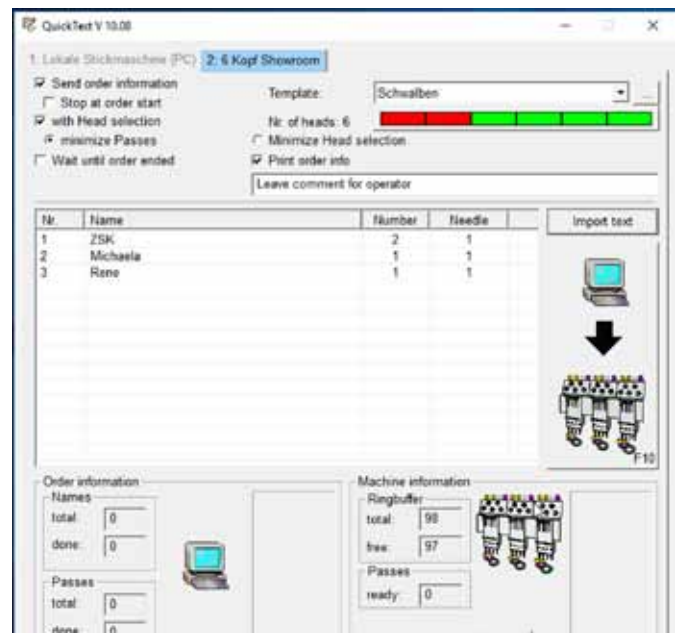 QuickText V 10.08
1. Lokale Stickmaschine (PC) 2: 6 Kopf Showroom
Send order information
Stop at order start
with Head selection
minimize Passes
Wait until order ended
Template: Schwalben ...
Nr. of heads: 6
Minimize Head selection
Print order info
Leave comment for operator
Nr. Name Number Needle
1 ZSK 2 1
2 Michaela 1 1
3 Rene 1 1
Import text
F10
Order information
Names
total: 0
done: 0
Passes
total: 0
done: 0
Machine information
Ringbuffer
total: 98
free: 97
Passes
ready: 0